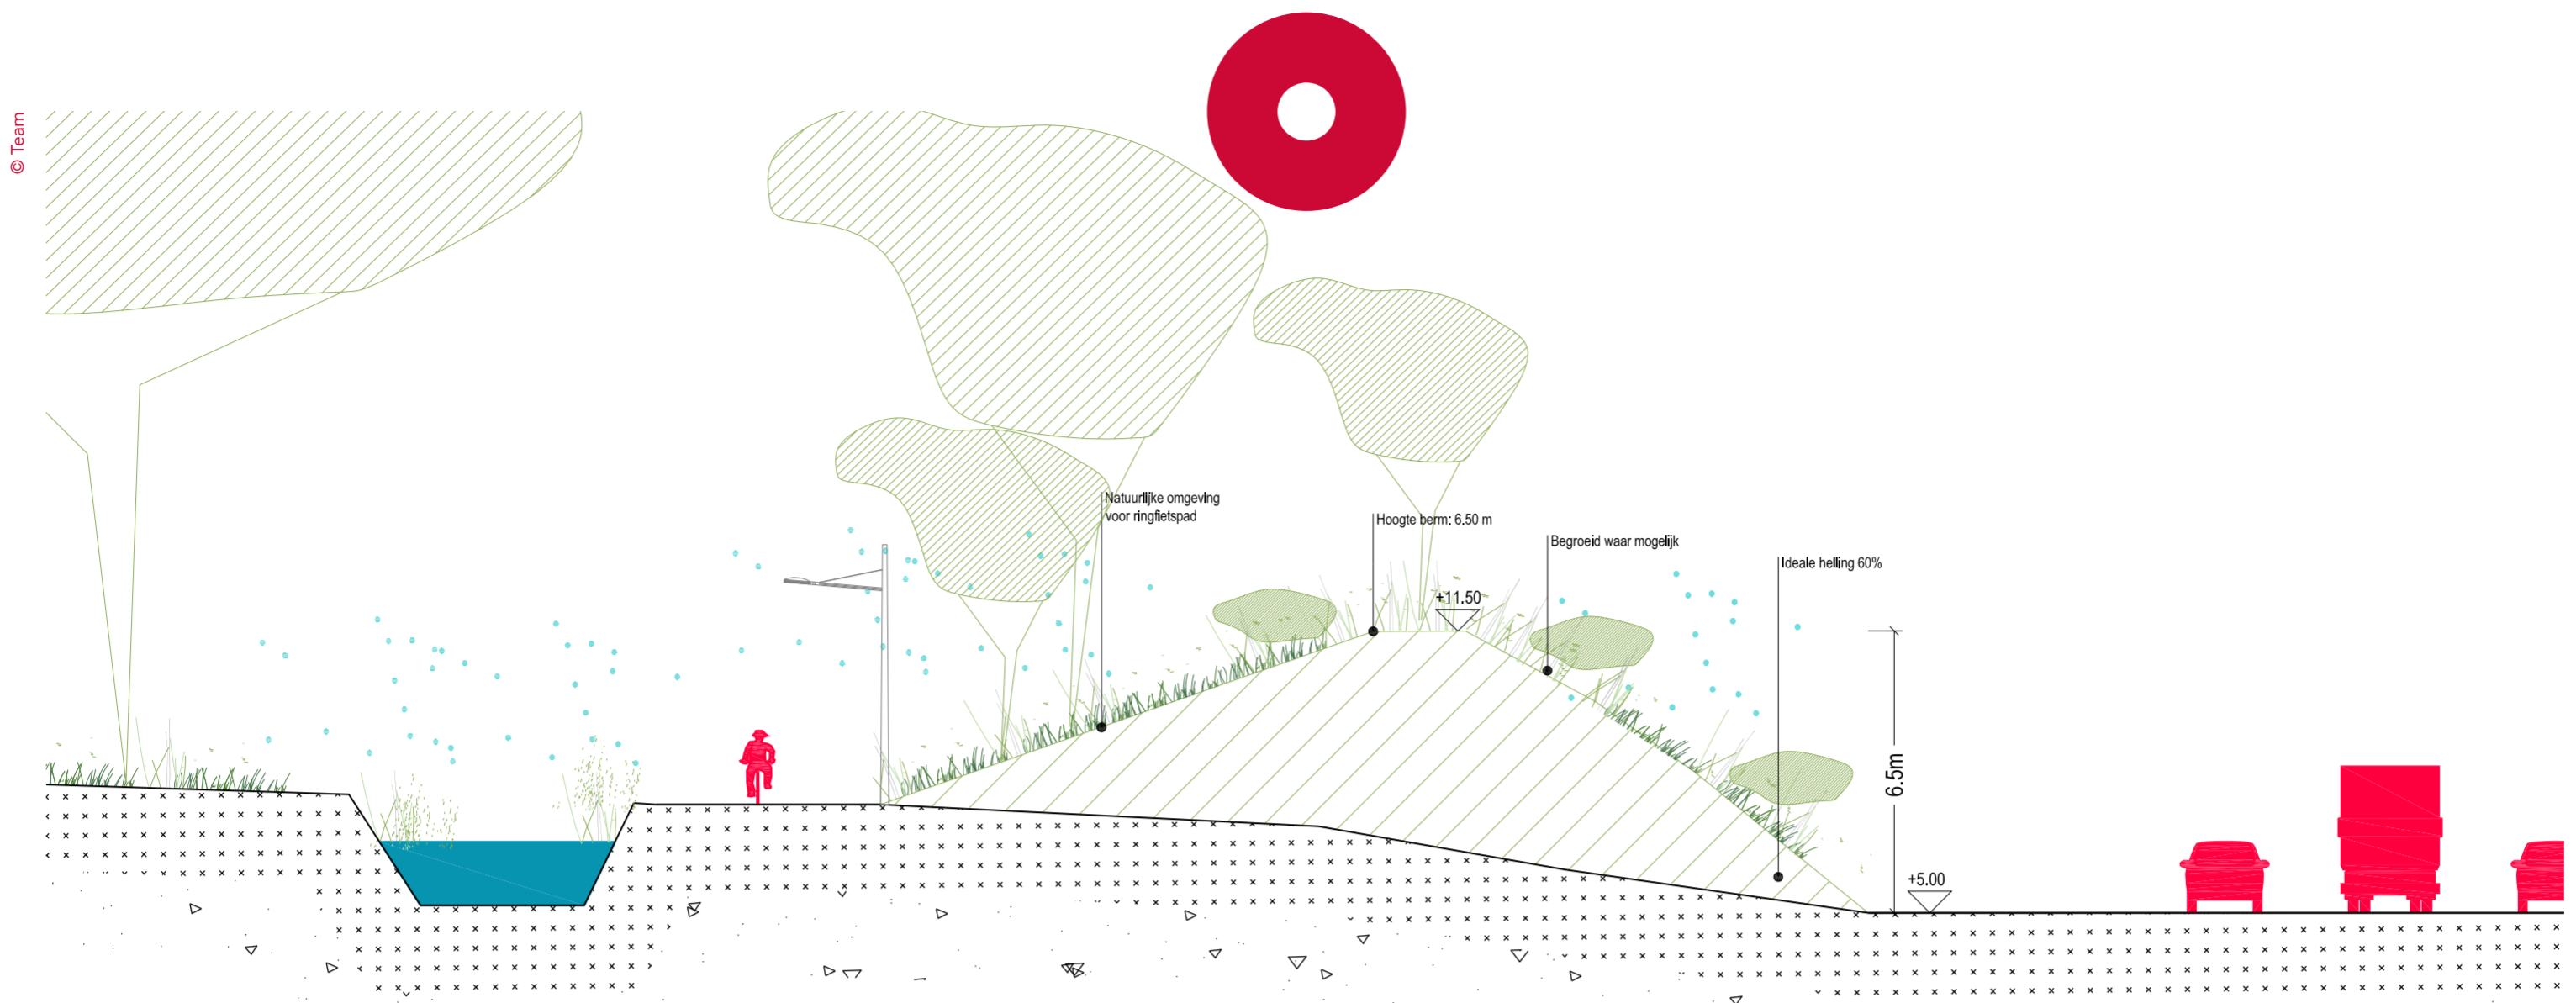 © Team
Natuurlijke omgeving
voor ringfietspad
Hoogte berm: 6.50 m
Begroeid waar mogelijk
Ideale helling 60%
+11.50
6.5m
+5.00